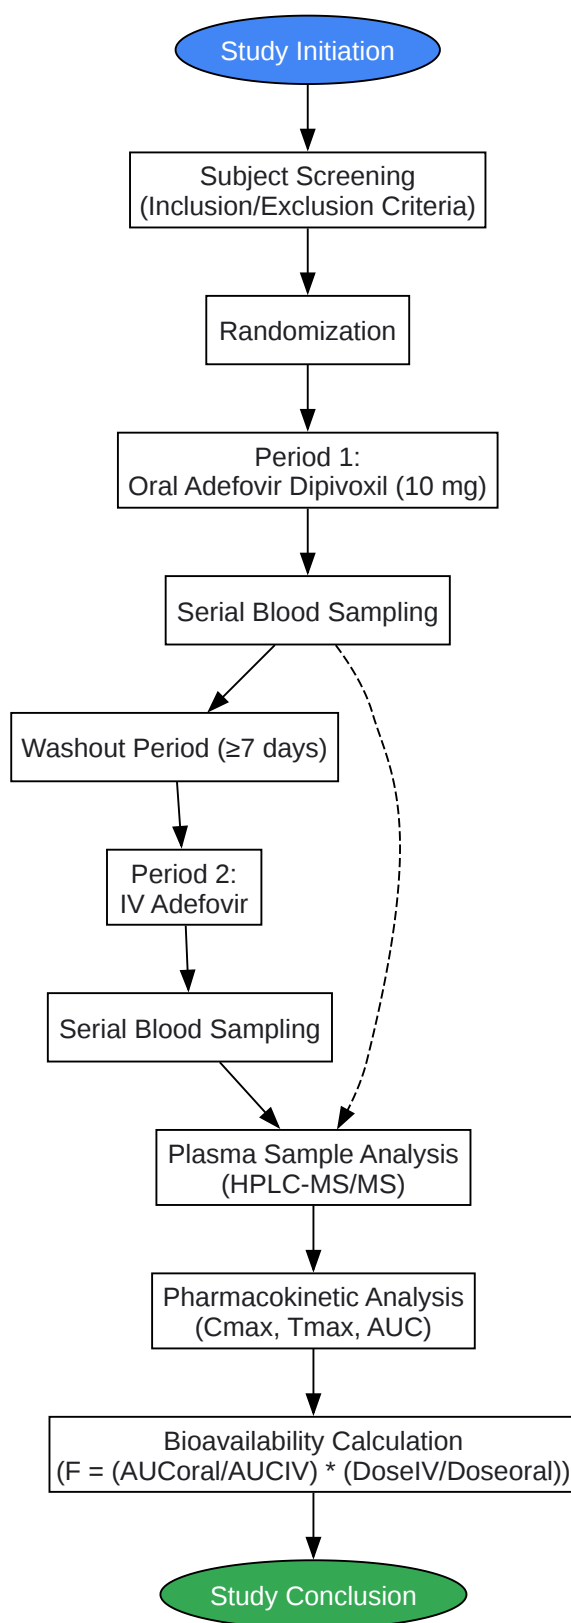 Study Initiation
Subject Screening
(Inclusion/Exclusion Criteria)
Randomization
Period 1:
Oral Adefovir Dipivoxil (10 mg)
Serial Blood Sampling
Washout Period (≥7 days)
Period 2:
IV Adefovir
Serial Blood Sampling
Plasma Sample Analysis
(HPLC-MS/MS)
Pharmacokinetic Analysis
(Cmax, Tmax, AUC)
Bioavailability Calculation
(F = (AUCoral/AUCIV) * (DoseIV/Doseoral))
Study Conclusion